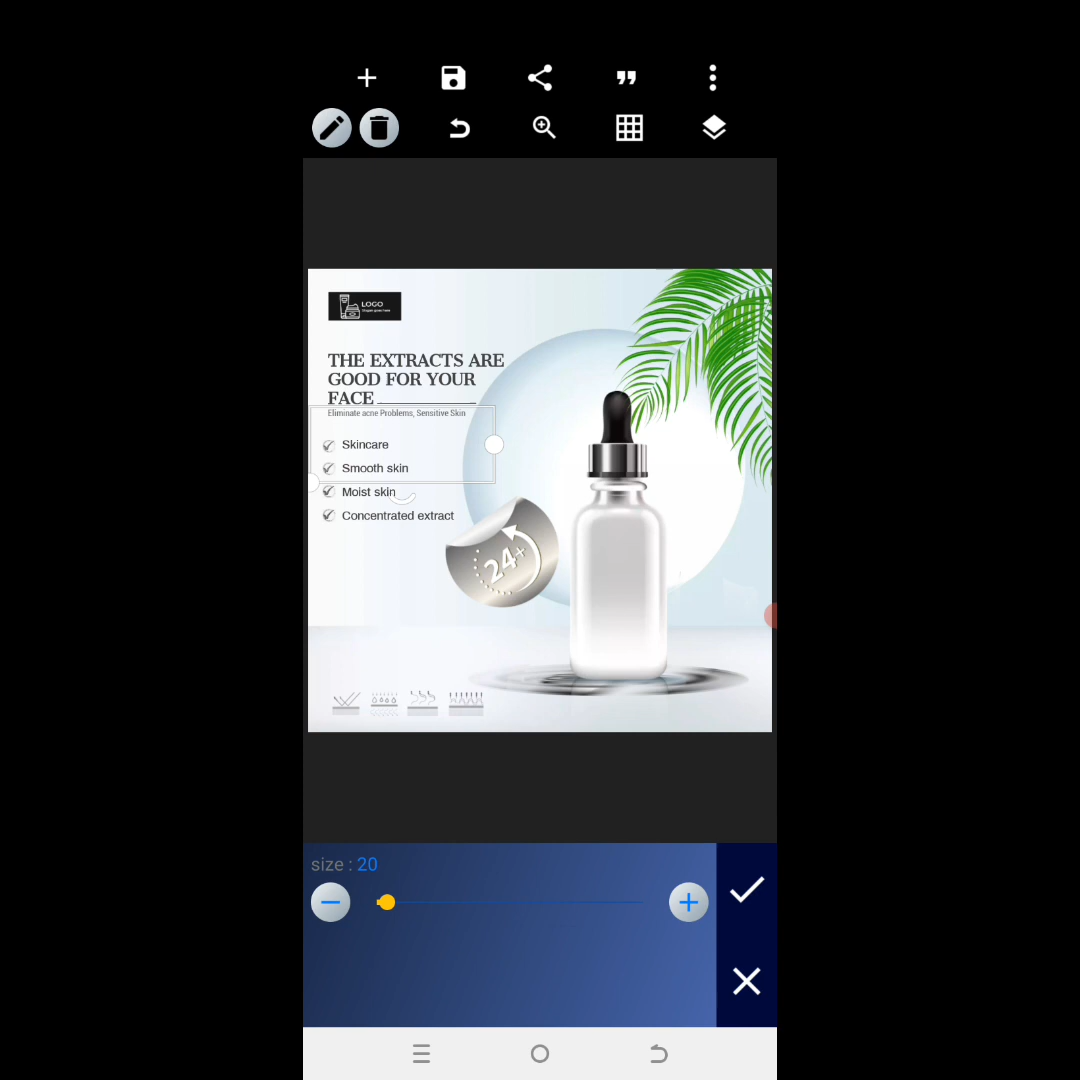 LOGO
THE EXTRACTS ARE
GOOD FOR YOUR
FACE
Eliminate acne Problems, Sensitive Skin
Skincare
Smooth skin
Moist skin
Concentrated extract
24+
size : 20